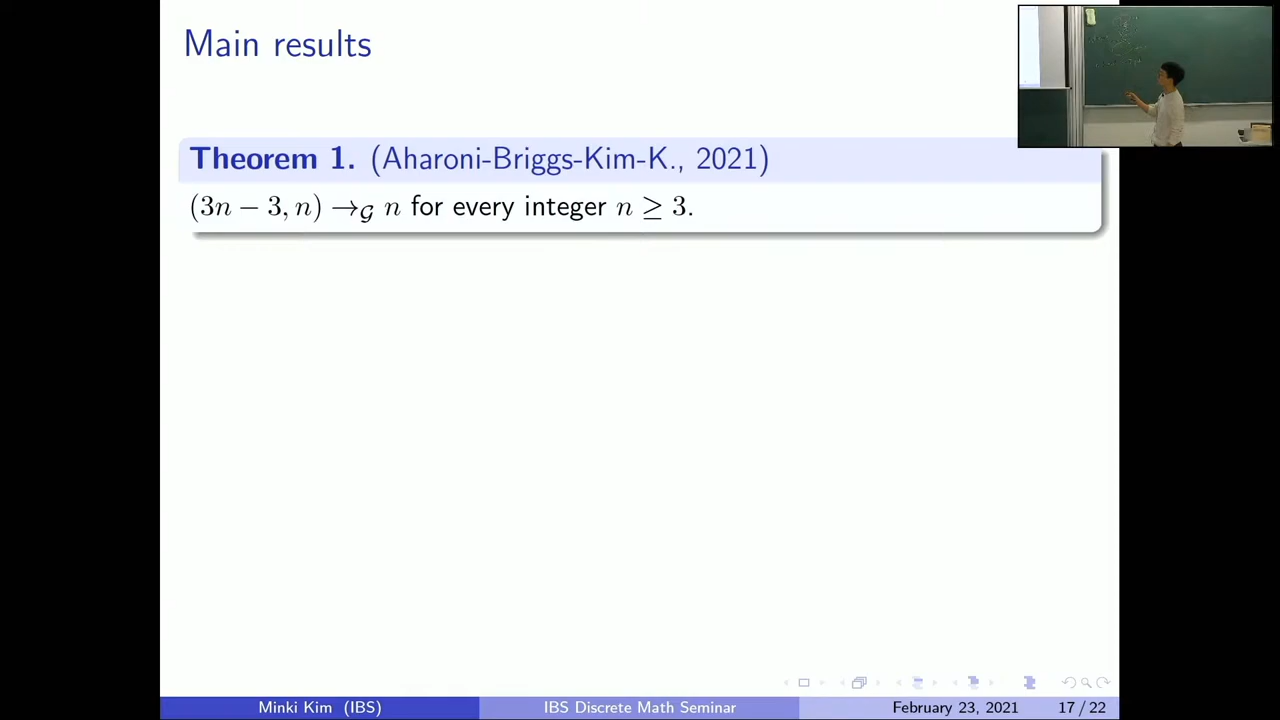 Main results
Theorem 1. (Aharoni-Briggs-Kim-K., 2021)
(3n − 3, n) →𝒢 n for every integer n ≥ 3.
Minki Kim (IBS) IBS Discrete Math Seminar February 23, 2021 17 / 22